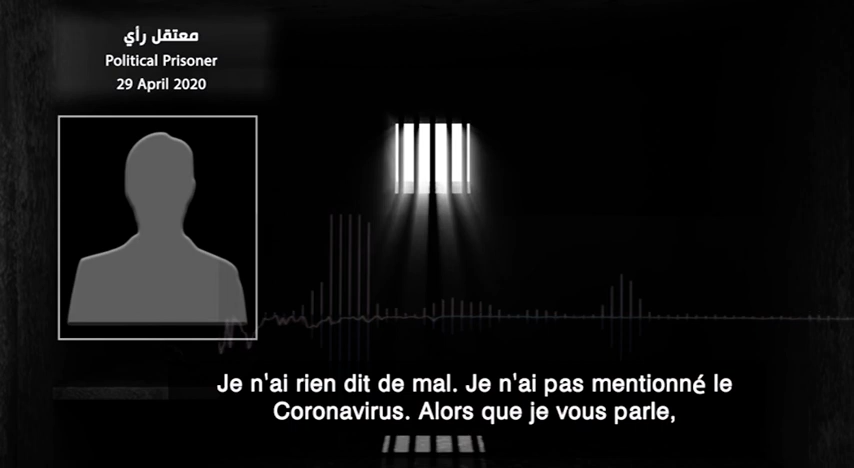 معتقل رأي
Political Prisoner
29 April 2020
Je n'ai rien dit de mal. Je n'ai pas mentionné le
Coronavirus. Alors que je vous parle,